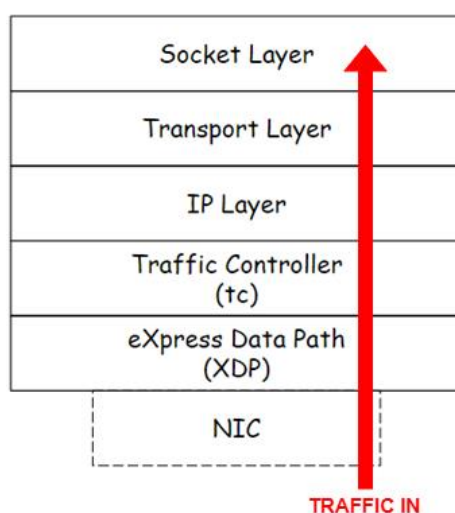 Socket Layer
Transport Layer
IP Layer
Traffic Controller
(tc)
eXpress Data Path
(XDP)
NIC
TRAFFIC IN